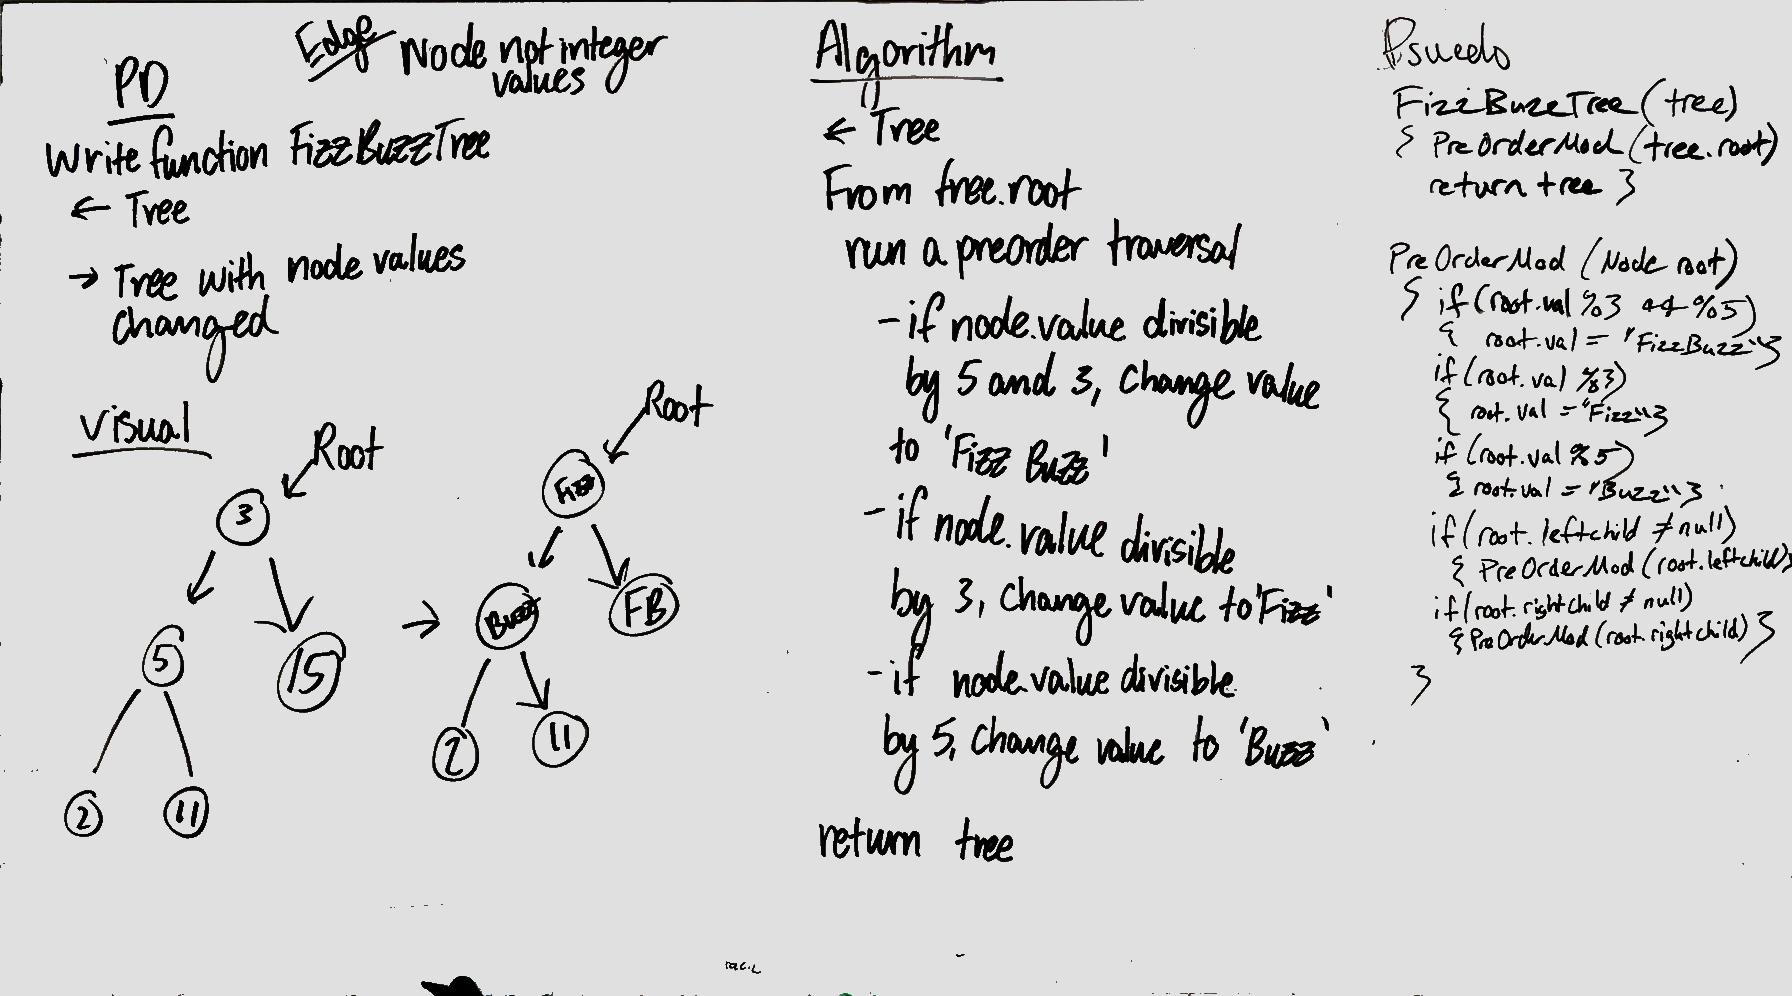 PD
Write function FizzBuzzTree
← Tree
→ Tree with node values
changed
Edge Node not integer
values
Visual
Root
3
5
15
2
11
→
Root
Fizz
Buzz
FB
2
11
Algorithm
← Tree
From tree.root
run a preorder traversal
- if node.value divisible
by 5 and 3, Change value
to 'Fizz Buzz'
- if node.value divisible
by 3, Change value to 'Fizz'
- if node.value divisible
by 5, Change value to 'Buzz'
return tree
Psuedo
FizzBuzzTree (tree)
{ PreOrderMod (tree.root)
return tree }
PreOrderMod (Node root)
{ if (root.val %3 && %5)
{ root.val = "FizzBuzz"}
if (root.val %3)
{ root.val = "Fizz"}
if (root.val %5)
{ root.val = "Buzz"}
if (root.leftchild ≠ null)
{ PreOrderMod (root.leftchild)
if (root.rightchild ≠ null)
{ PreOrderMod (root.rightchild) }
}